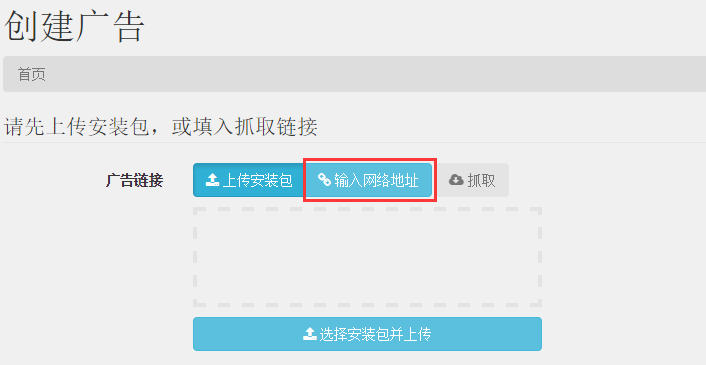 创建广告
首页
请先上传安装包，或填入抓取链接
广告链接 上传安装包 输入网络地址 抓取
选择安装包并上传